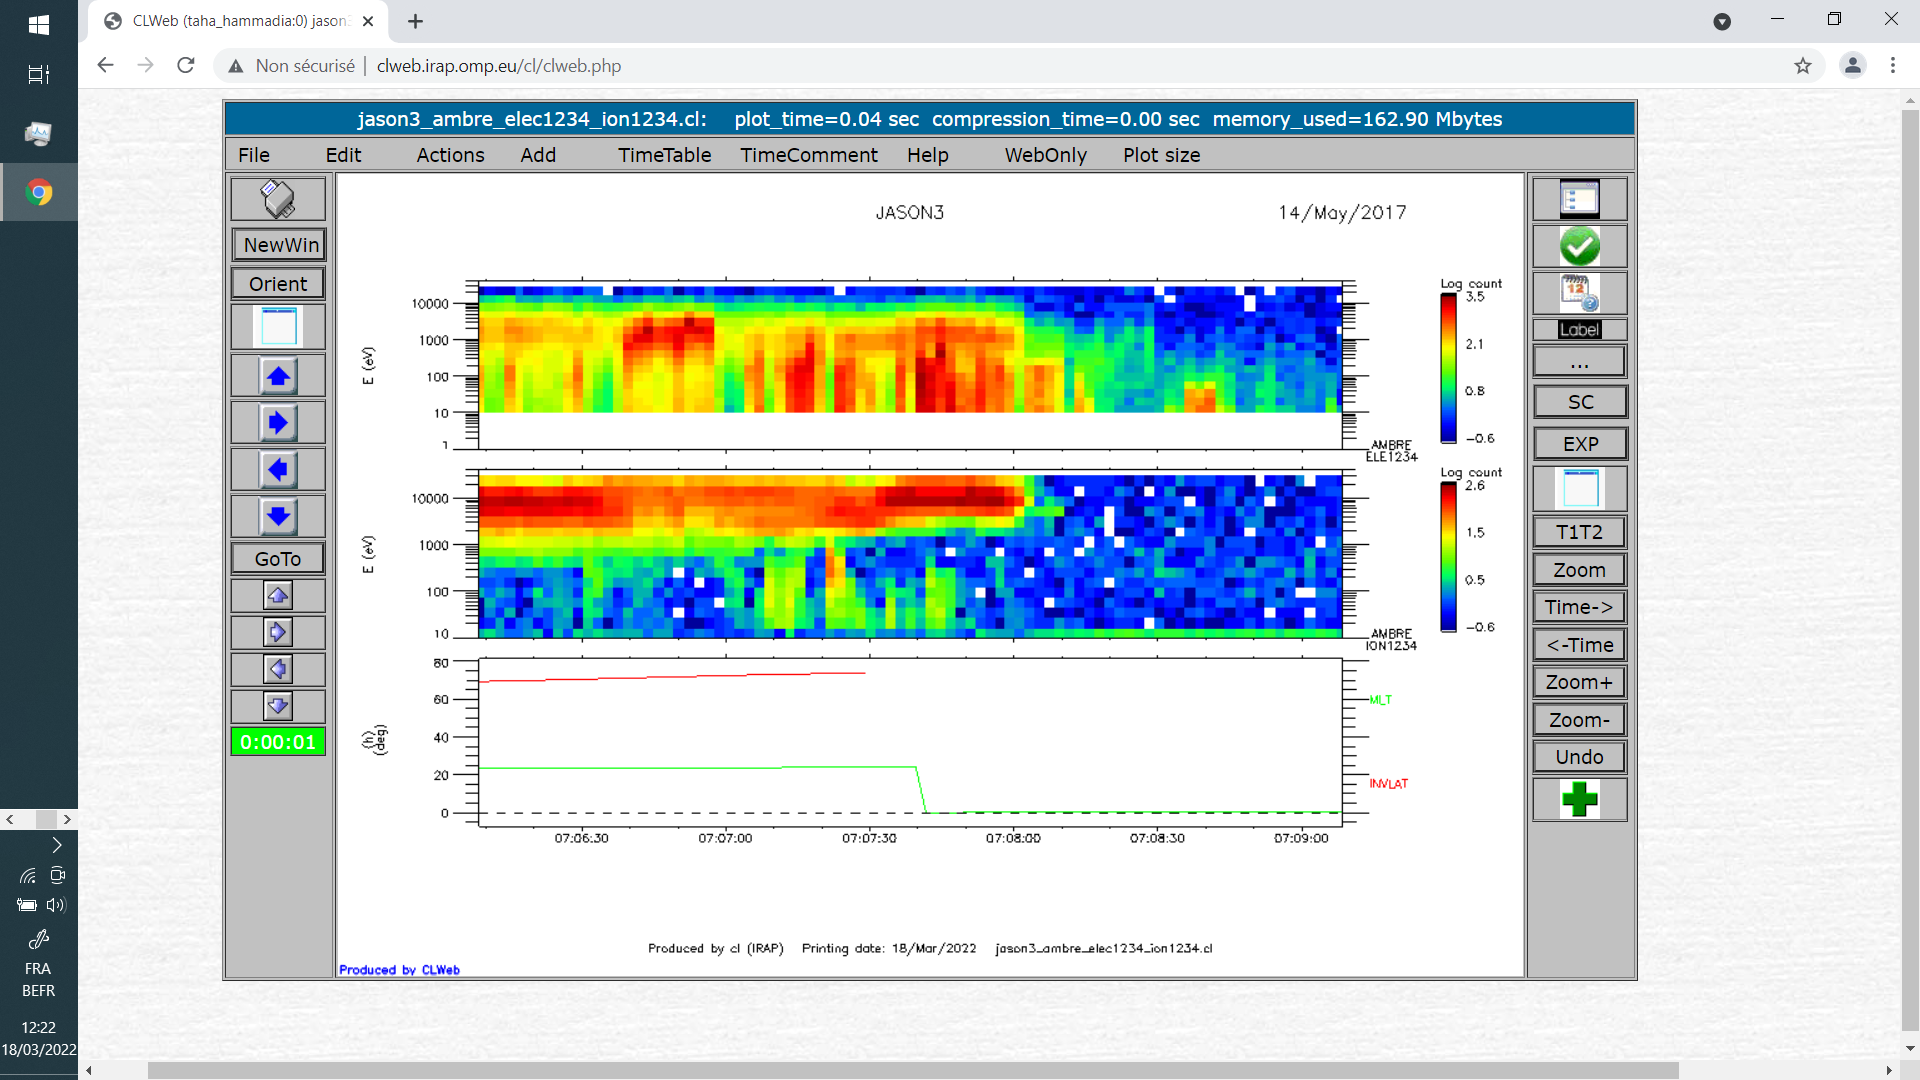 CLWeb (taha_hammadia:0) jason3
Non sécurisé | clweb.irap.omp.eu/cl/clweb.php
jason3_ambre_elec1234_ion1234.cl: plot_time=0.04 sec compression_time=0.00 sec memory_used=162.90 Mbytes
File Edit Actions Add TimeTable TimeComment Help WebOnly Plot size
NewWin
Orient
GoTo
0:00:01
JASON3 14/May/2017
10000
1000
100
10
1
E (eV)
Log count
3.5
2.1
0.8
-0.6
AMBRE
ELE1234
10000
1000
100
10
E (eV)
Log count
2.6
1.5
0.5
-0.6
AMBRE
ION1234
80
60
40
20
0
(h)
(deg)
MLT
INVLAT
07:06:30 07:07:00 07:07:30 07:08:00 07:08:30 07:09:00
Produced by cl (IRAP) Printing date: 18/Mar/2022 jason3_ambre_elec1234_ion1234.cl
Produced by CLWeb
12
Label
...
SC
EXP
T1T2
Zoom
Time->
<-Time
Zoom+
Zoom-
Undo
FRA
BEFR
12:22
18/03/2022